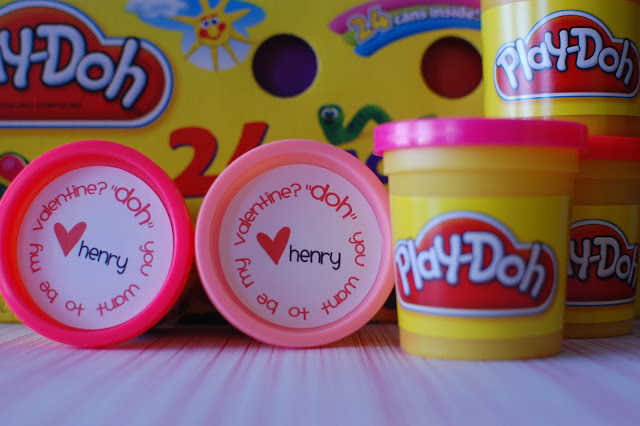 Play-Doh
24 cans inside!
24
"doh" you want to be my valentine?
henry
"doh" you want to be my valentine?
henry
Play-Doh
Play-Doh
Play-Doh